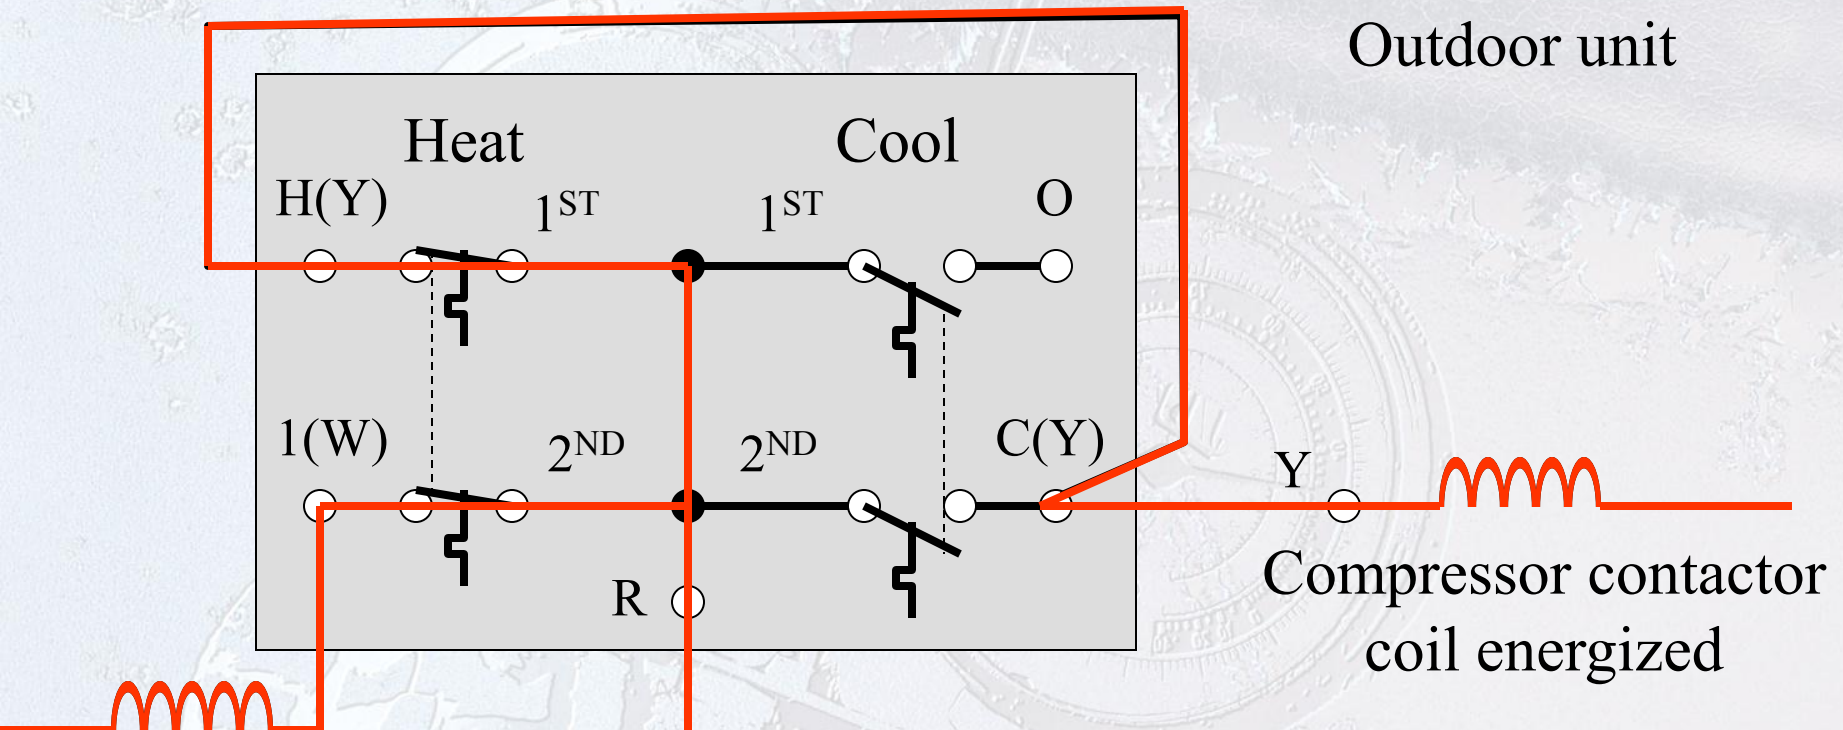 Outdoor unit
Heat
Cool
H(Y)
1ST
1ST
O
1(W)
2ND
2ND
C(Y)
Y
R
Compressor contactor
coil energized